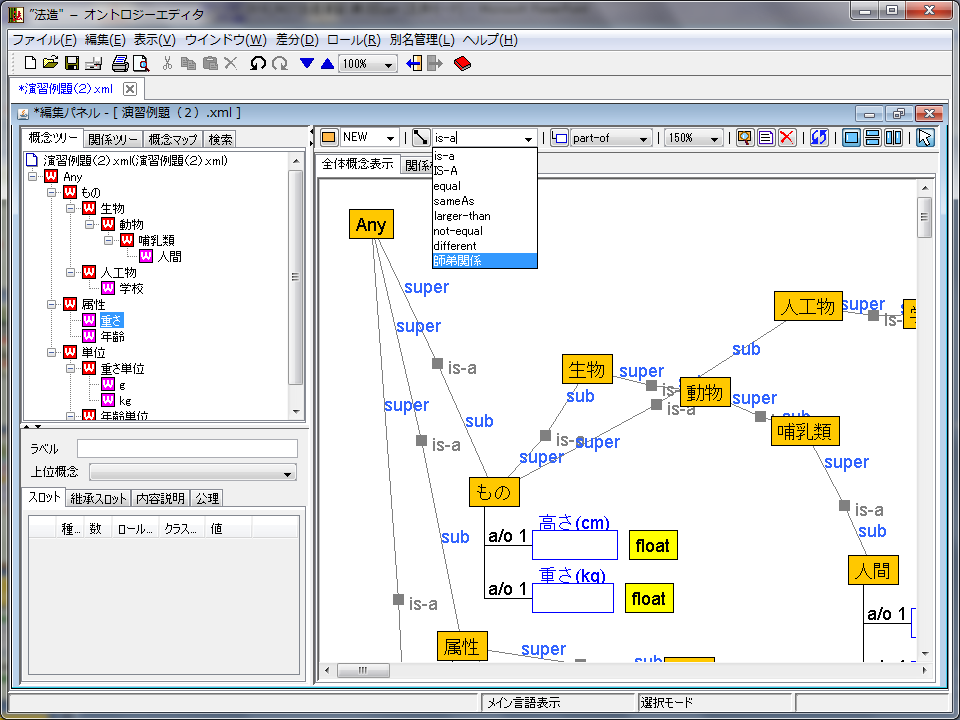 "法造" − オントロジーエディタ
ファイル(F) 編集(E) 表示(V) ウインドウ(W) 差分(D) ロール(R) 別名管理(L) ヘルプ(H)
100%
*演習例題(2).xml
*編集パネル - [ 演習例題（2）.xml ]
概念ツリー 関係ツリー 概念マップ 検索
NEW is-a part-of 150%
全体概念表示
is-a
IS-A
equal
sameAs
larger-than
not-equal
different
師弟関係
演習例題(2).xml(演習例題(2).xml)
Any
もの
生物
動物
哺乳類
人間
人工物
学校
属性
重さ
年齢
単位
重さ単位
g
kg
年齢単位
ラベル
上位概念
スロット 継承スロット 内容説明 公理
種... 数 ロール... クラス... 値
Any
super
super
super
is-a
sub
is-a
sub
is-a
人工物
super
is-
sub
生物
super
is-a
sub
動物
is-a
super
is-a
super
super
sub
哺乳類
super
is-a
sub
人間
a/o 1
もの
高さ(cm)
a/o 1
float
重さ(kg)
a/o 1
float
属性
super
sub
メイン言語表示
選択モード